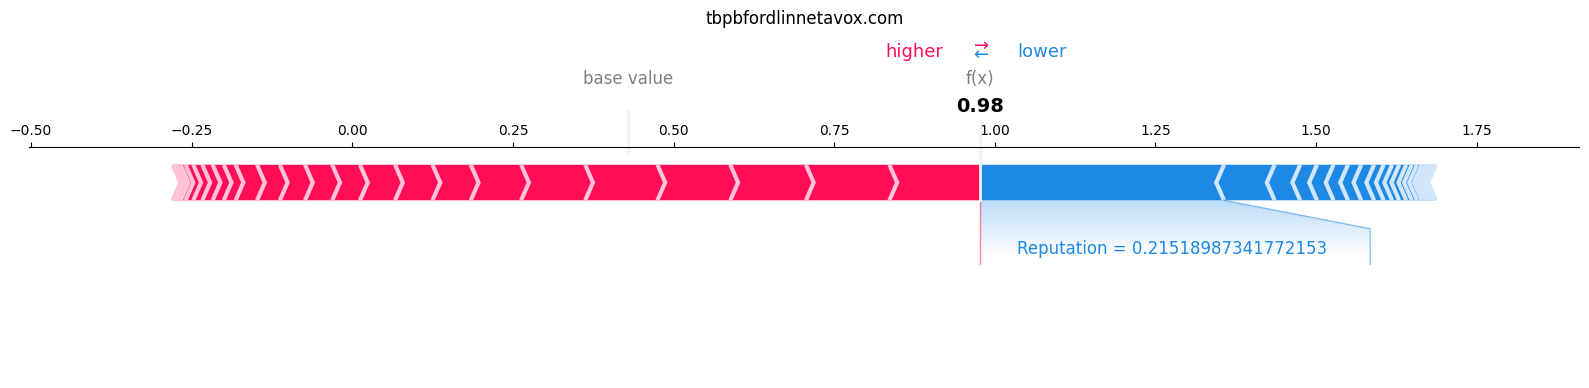 tbpbfordlinnetavox.com
higher → ← lower
base value f(x)
0.98
−0.50 −0.25 0.00 0.25 0.50 0.75 1.00 1.25 1.50 1.75
Reputation = 0.21518987341772153